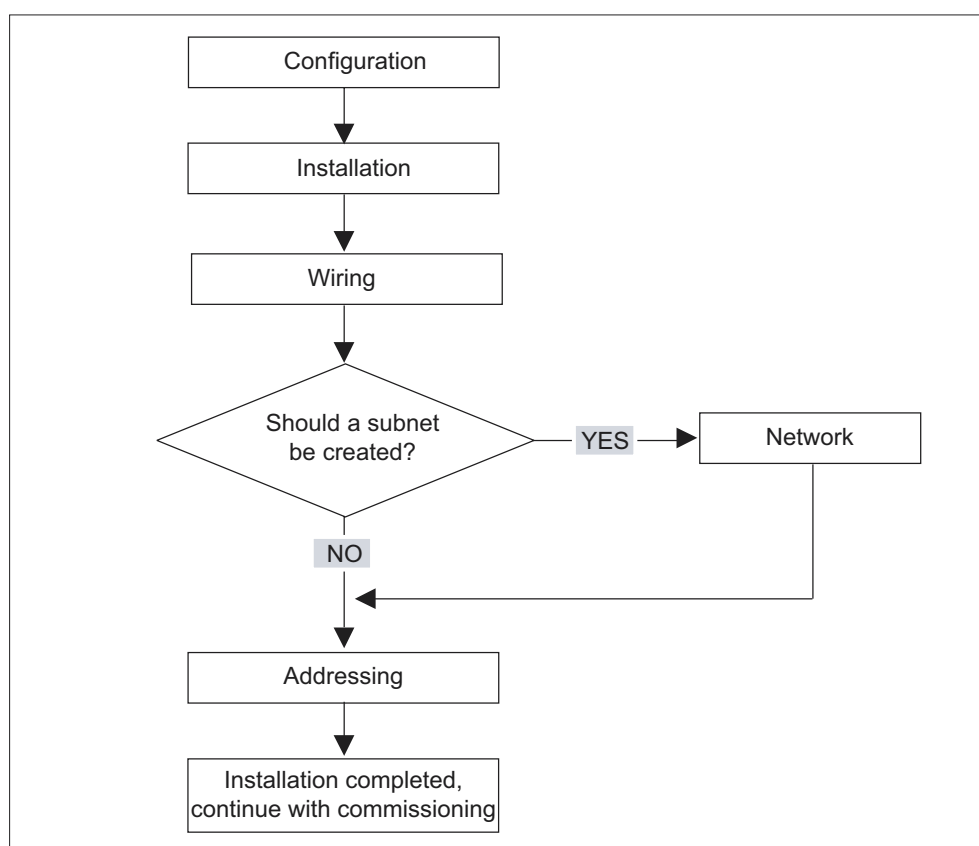 Configuration
Installation
Wiring
Should a subnet
be created?
YES
Network
NO
Addressing
Installation completed,
continue with commissioning